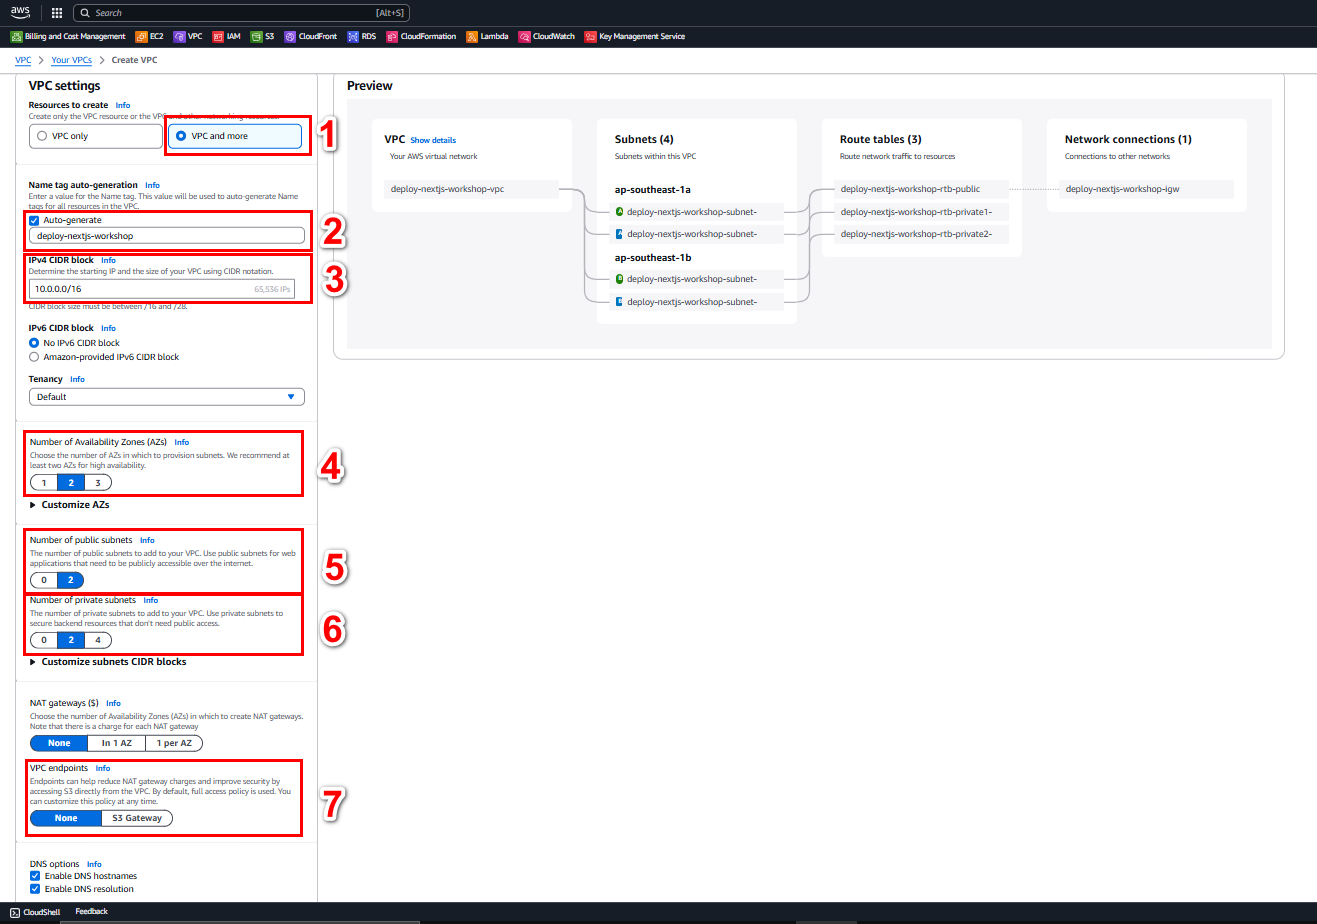 aws
Search [Alt+S]
Billing and Cost Management EC2 VPC IAM S3 CloudFront RDS CloudFormation Lambda CloudWatch Key Management Service
VPC > Your VPCs > Create VPC
VPC settings
Resources to create Info
Create only the VPC resource or the VPC and other networking resources.
VPC only
VPC and more
1
Name tag auto-generation Info
Enter a value for the Name tag. This value will be used to auto-generate Name
tags for all resources in the VPC.
Auto-generate
deploy-nextjs-workshop
2
IPv4 CIDR block Info
Determine the starting IP and the size of your VPC using CIDR notation.
10.0.0.0/16 65,536 IPs
3
CIDR block size must be between /16 and /28.
IPv6 CIDR block Info
No IPv6 CIDR block
Amazon-provided IPv6 CIDR block
Tenancy Info
Default
Number of Availability Zones (AZs) Info
Choose the number of AZs in which to provision subnets. We recommend at
least two AZs for high availability.
1 2 3
4
Customize AZs
Number of public subnets Info
The number of public subnets to add to your VPC. Use public subnets for web
applications that need to be publicly accessible over the internet.
0 2
5
Number of private subnets Info
The number of private subnets to add to your VPC. Use private subnets to
secure backend resources that don't need public access.
0 2 4
6
Customize subnets CIDR blocks
NAT gateways ($) Info
Choose the number of Availability Zones (AZs) in which to create NAT gateways.
Note that there is a charge for each NAT gateway
None In 1 AZ 1 per AZ
VPC endpoints Info
Endpoints can help reduce NAT gateway charges and improve security by
accessing S3 directly from the VPC. By default, full access policy is used. You
can customize this policy at any time.
None S3 Gateway
7
DNS options Info
Enable DNS hostnames
Enable DNS resolution
Preview
VPC Show details
Your AWS virtual network
deploy-nextjs-workshop-vpc
Subnets (4)
Subnets within this VPC
ap-southeast-1a
A deploy-nextjs-workshop-subnet-
A deploy-nextjs-workshop-subnet-
ap-southeast-1b
B deploy-nextjs-workshop-subnet-
B deploy-nextjs-workshop-subnet-
Route tables (3)
Route network traffic to resources
deploy-nextjs-workshop-rtb-public
deploy-nextjs-workshop-rtb-private1-
deploy-nextjs-workshop-rtb-private2-
Network connections (1)
Connections to other networks
deploy-nextjs-workshop-igw
CloudShell Feedback